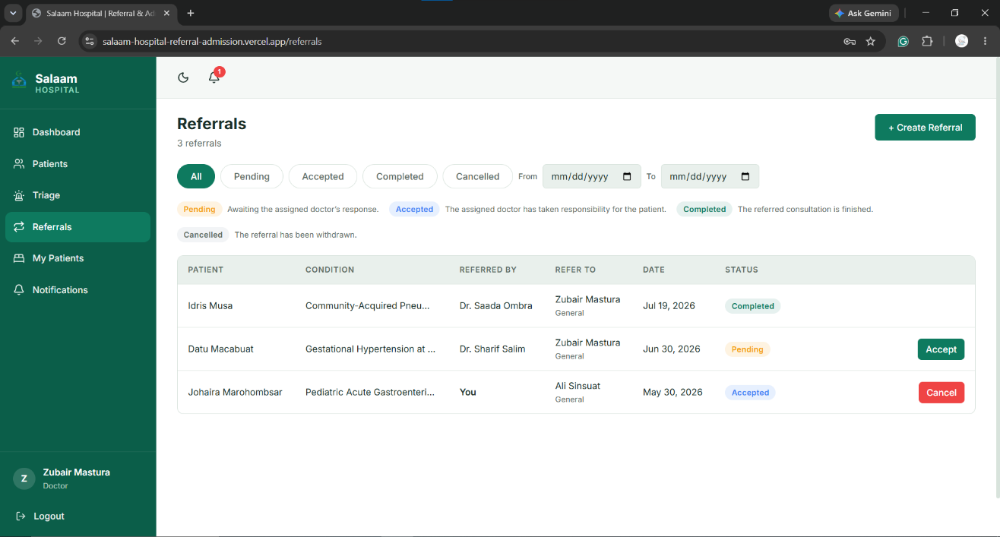 Salaam Hospital | Referral & Ad
Ask Gemini
salaam-hospital-referral-admission.vercel.app/referrals
Salaam
HOSPITAL
Dashboard
Patients
Triage
Referrals
My Patients
Notifications
Z
Zubair Mastura
Doctor
Logout
1
Referrals
3 referrals
+ Create Referral
All Pending Accepted Completed Cancelled From mm/dd/yyyy To mm/dd/yyyy
Pending Awaiting the assigned doctor's response. Accepted The assigned doctor has taken responsibility for the patient. Completed The referred consultation is finished.
Cancelled The referral has been withdrawn.
PATIENT CONDITION REFERRED BY REFER TO DATE STATUS
Idris Musa Community-Acquired Pneu... Dr. Saada Ombra Zubair Mastura Jul 19, 2026 Completed
General
Datu Macabuat Gestational Hypertension at ... Dr. Sharif Salim Zubair Mastura Jun 30, 2026 Pending Accept
General
Johaira Marohombsar Pediatric Acute Gastroenteri... You Ali Sinsuat May 30, 2026 Accepted Cancel
General